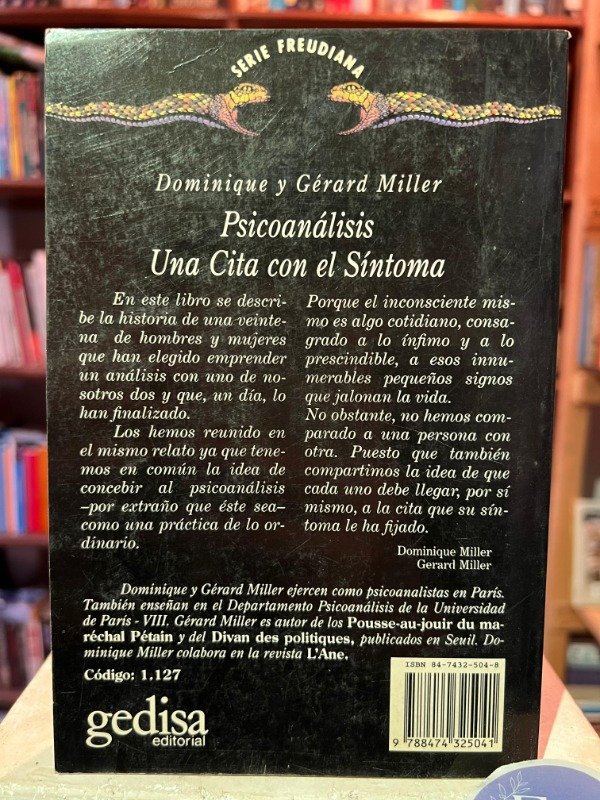 SERIE FREUDIANA
Dominique y Gérard Miller
Psicoanálisis
Una Cita con el Síntoma
En este libro se descri-
be la historia de una veinte-
na de hombres y mujeres
que han elegido emprender
un análisis con uno de no-
sotros dos y que, un día, lo
han finalizado.
Los hemos reunido en
el mismo relato ya que tene-
mos en común la idea de
concebir al psicoanálisis
–por extraño que éste sea–
como una práctica de lo or-
dinario.
Porque el inconsciente mis-
mo es algo cotidiano, consa-
grado a lo ínfimo y a lo
prescindible, a esos innu-
merables pequeños signos
que jalonan la vida.
No obstante, no hemos com-
parado a una persona con
otra. Puesto que también
compartimos la idea de que
cada uno debe llegar, por sí
mismo, a la cita que su sín-
toma le ha fijado.
Dominique Miller
Gerard Miller
Dominique y Gérard Miller ejercen como psicoanalistas en París.
También enseñan en el Departamento Psicoanálisis de la Universidad
de París - VIII. Gérard Miller es autor de los Pousse-au-jouir du ma-
réchal Pétain y del Divan des politiques, publicados en Seuil. Do-
minique Miller colabora en la revista L'Ane.
Código: 1.127
gedisa
editorial
ISBN 84-7432-504-8
9 788474 325041